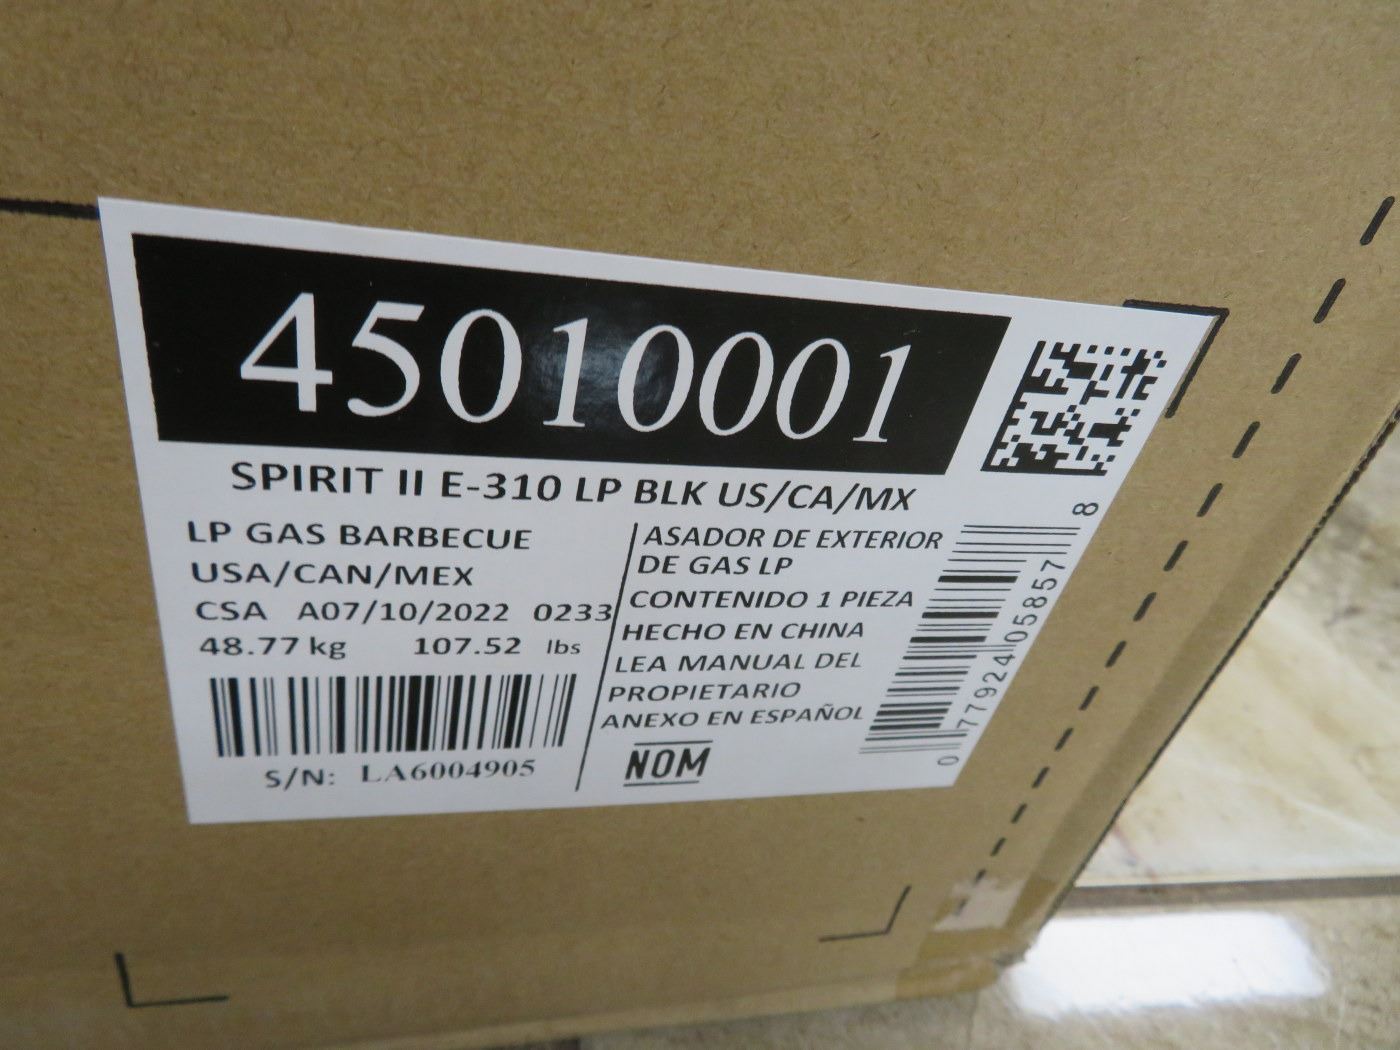 45010001
SPIRIT II E-310 LP BLK US/CA/MX
LP GAS BARBECUE
USA/CAN/MEX
CSA A07/10/2022 0233
48.77 kg 107.52 lbs
S/N: LA6004905
ASADOR DE EXTERIOR
DE GAS LP
CONTENIDO 1 PIEZA
HECHO EN CHINA
LEA MANUAL DEL
PROPIETARIO
ANEXO EN ESPAÑOL
NOM
0 77924 05857 8